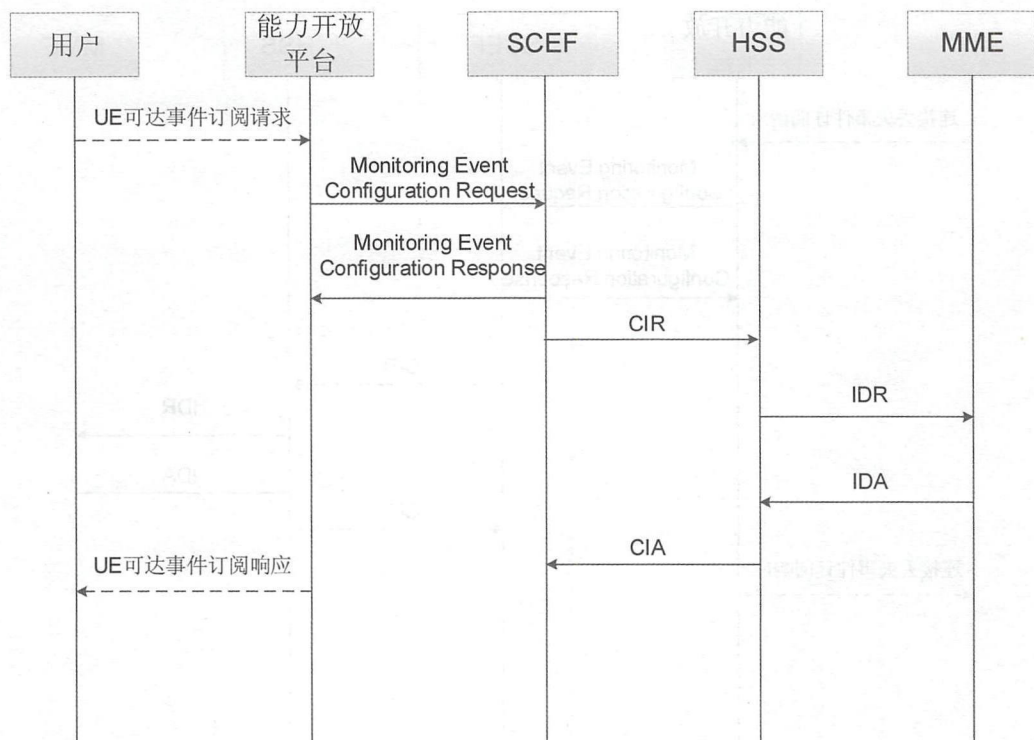 用户
能力开放
平台
SCEF
HSS
MME
UE可达事件订阅请求
Monitoring Event
Configuration Request
Monitoring Event
Configuration Response
CIR
IDR
IDA
CIA
UE可达事件订阅响应